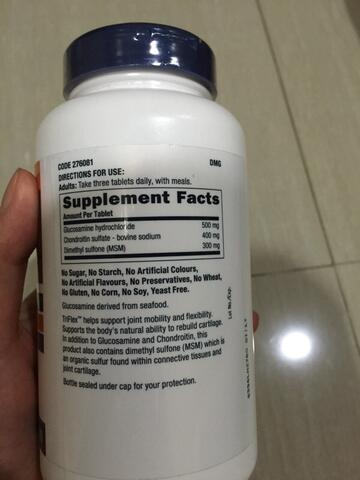 CODE 276081 DMG
DIRECTIONS FOR USE:
Adults: Take three tablets daily, with meals.
Supplement Facts
Amount Per Tablet
Glucosamine hydrochloride 500 mg
Chondroitin sulfate - bovine sodium 400 mg
Dimethyl sulfone (MSM) 300 mg
No Sugar, No Starch, No Artificial Colours,
No Artificial Flavours, No Preservatives, No Wheat,
No Gluten, No Corn, No Soy, Yeast Free.
Glucosamine derived from seafood.
TriFlex™ helps support joint mobility and flexibility.
Supports the body's natural ability to rebuild cartilage.
In addition to Glucosamine and Chondroitin, this
product also contains dimethyl sulfone (MSM) which is
an organic sulfur found within connective tissues and
joint cartilage.
Bottle sealed under cap for your protection.
Lot No./Exp.